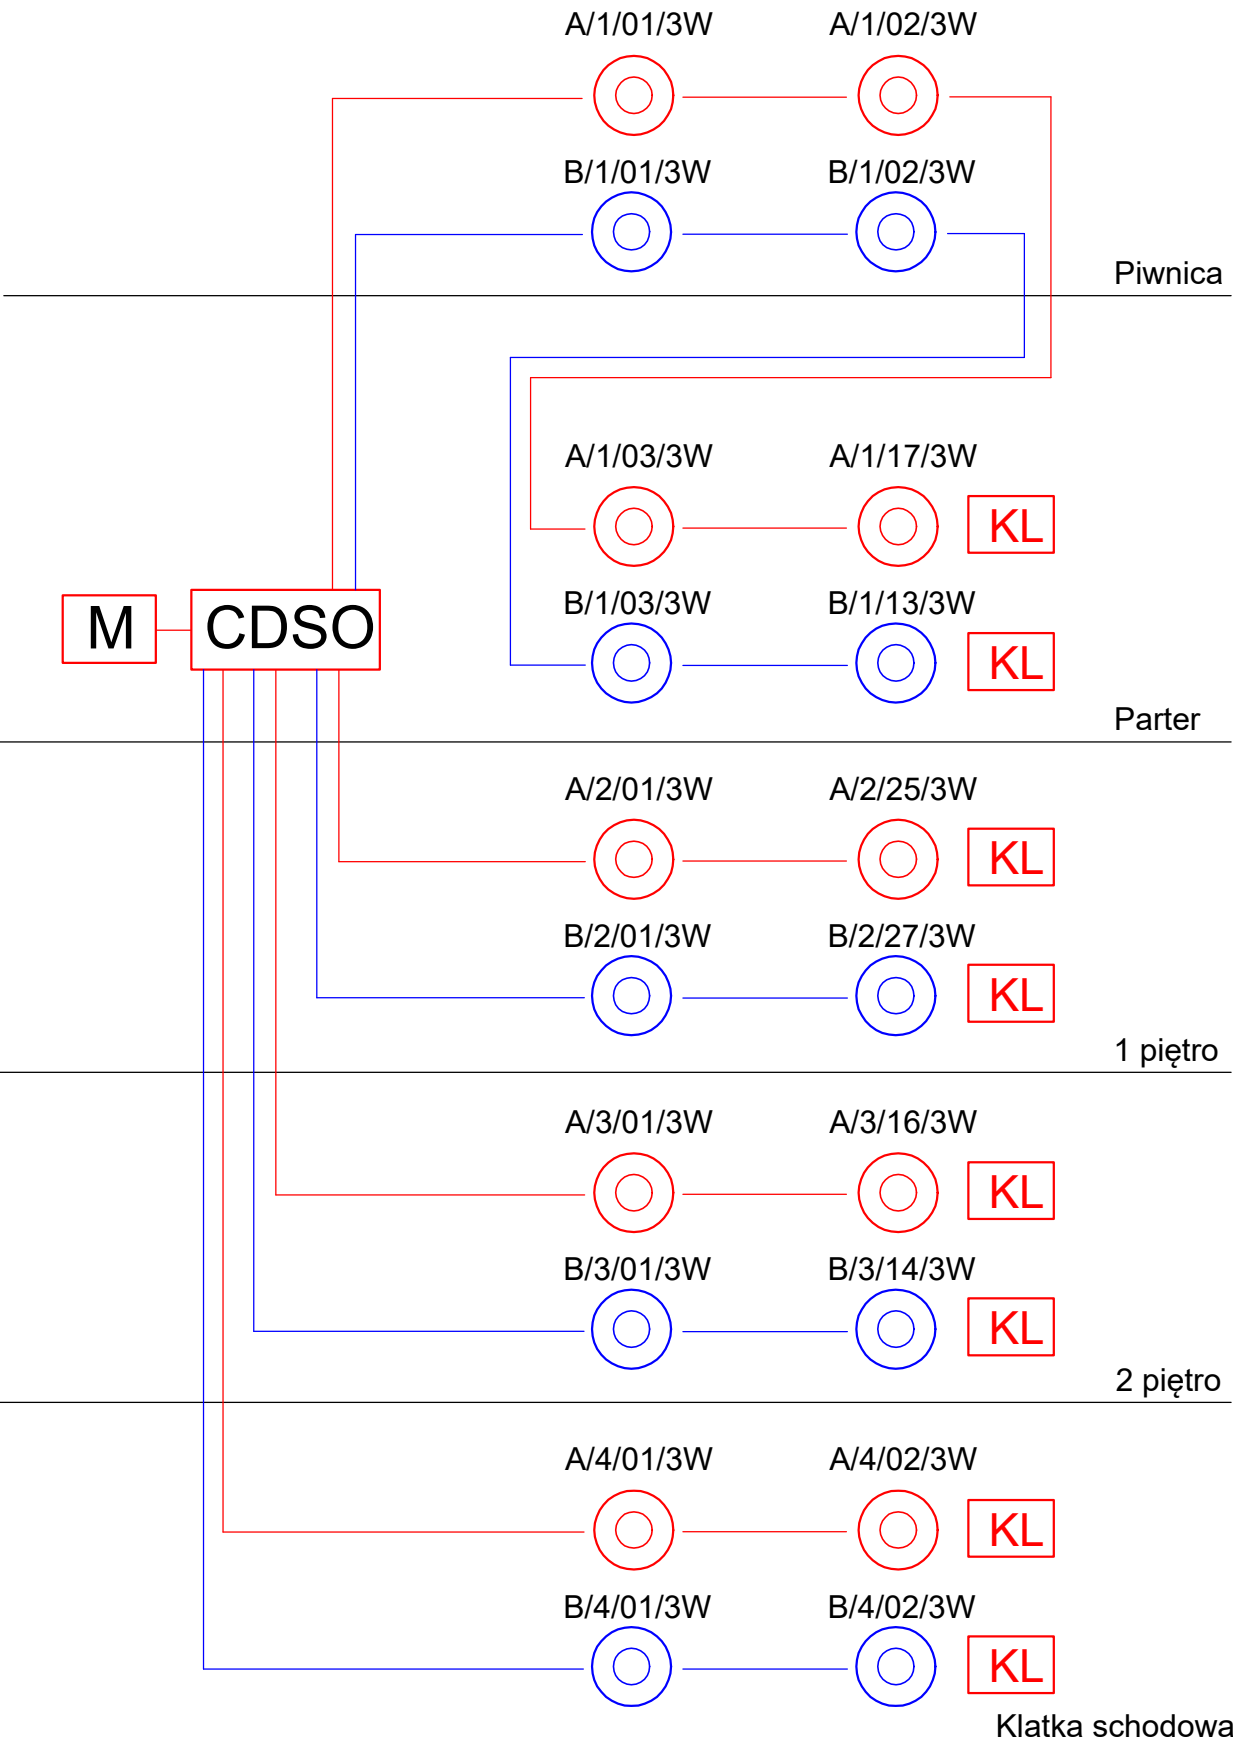 A/1/01/3W A/1/02/3W
B/1/01/3W B/1/02/3W
Piwnica
A/1/03/3W A/1/17/3W
KL
B/1/03/3W B/1/13/3W
M CDSO
KL
Parter
A/2/01/3W A/2/25/3W
KL
B/2/01/3W B/2/27/3W
KL
1 piętro
A/3/01/3W A/3/16/3W
KL
B/3/01/3W B/3/14/3W
KL
2 piętro
A/4/01/3W A/4/02/3W
KL
B/4/01/3W B/4/02/3W
KL
Klatka schodowa